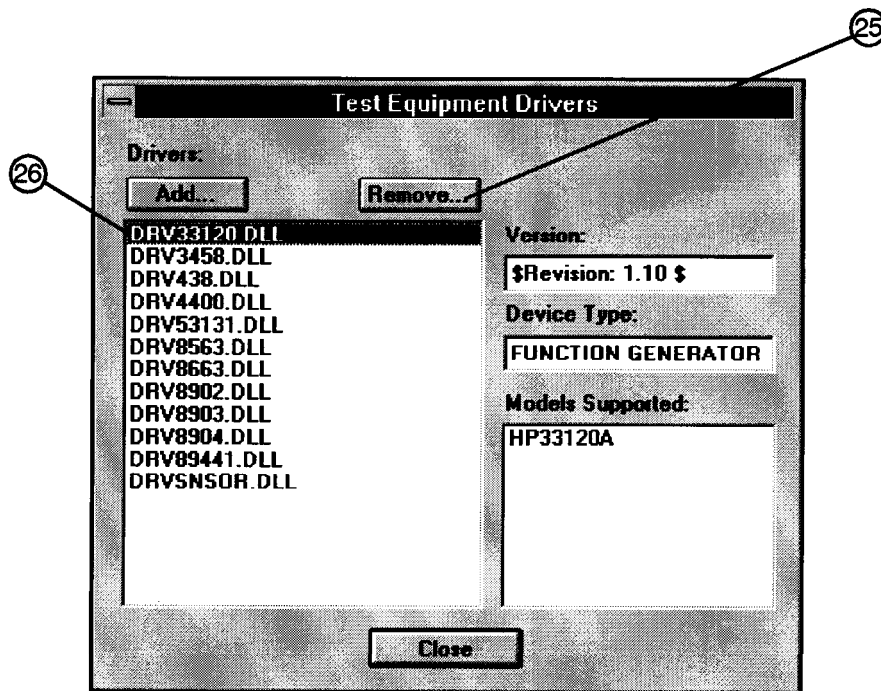 25
Test Equipment Drivers
Drivers:
26
Add...
Remove...
DRV33120.DLL
DRV3458.DLL
DRV438.DLL
DRV4400.DLL
DRV53131.DLL
DRV8563.DLL
DRV8663.DLL
DRV8902.DLL
DRV8903.DLL
DRV8904.DLL
DRV89441.DLL
DRVSNSOR.DLL
Version:
$Revision: 1.10 $
Device Type:
FUNCTION GENERATOR
Models Supported:
HP33120A
Close